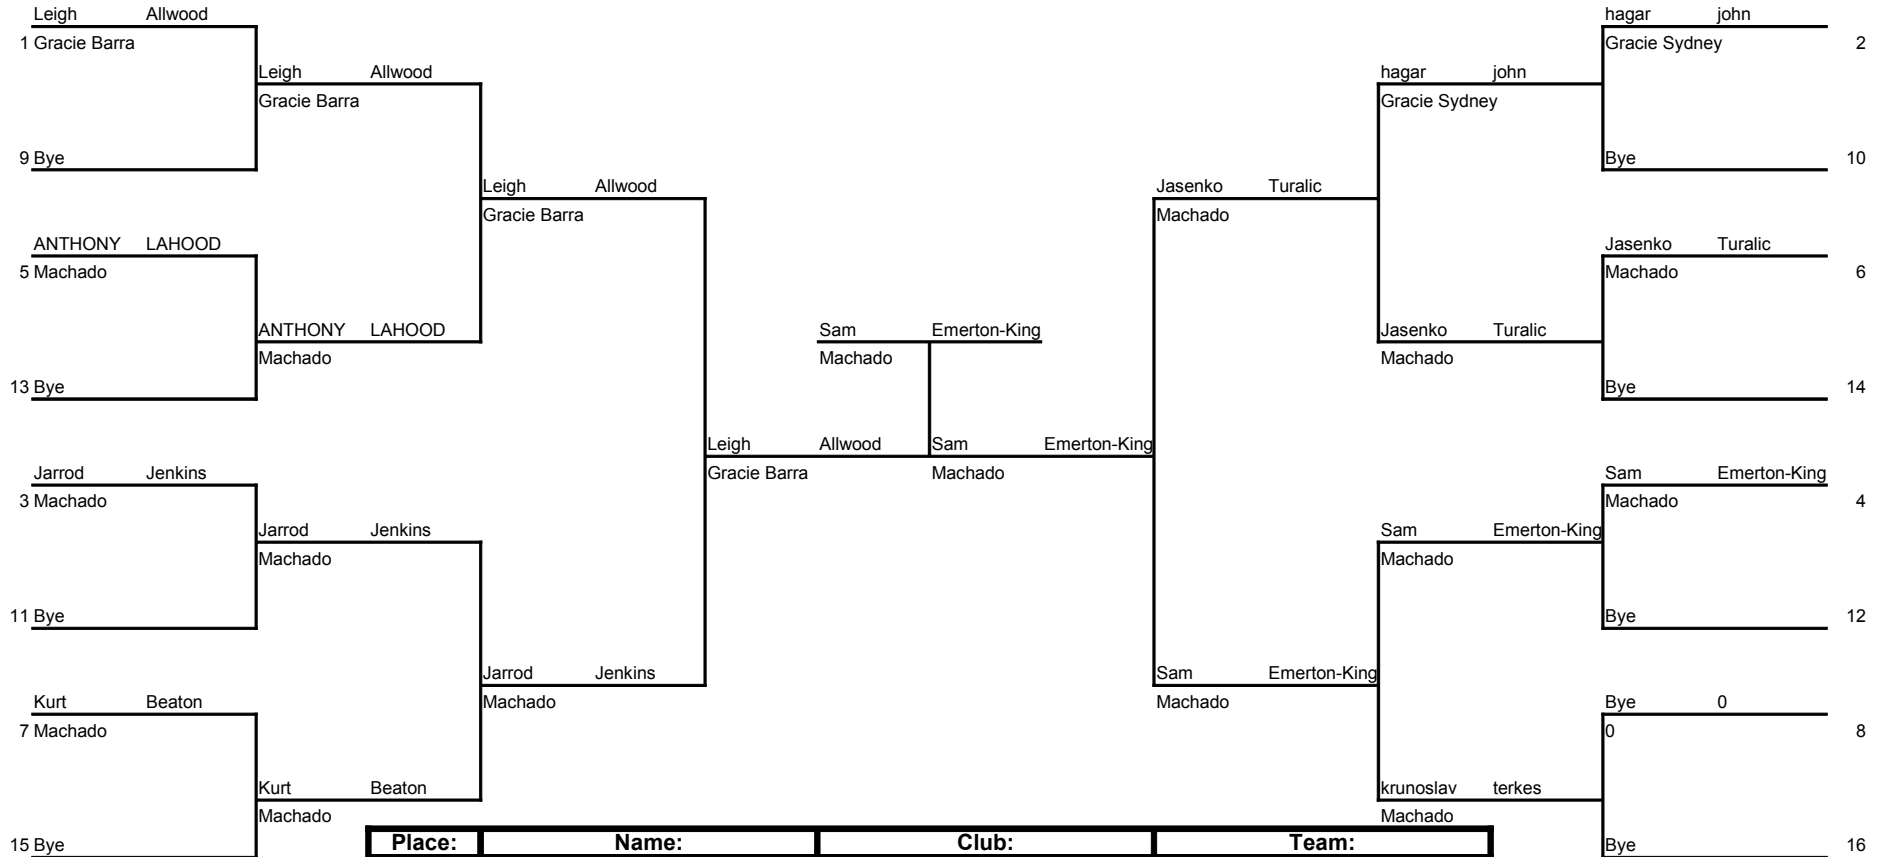 Leigh Allwood hagar john
1 Gracie Barra Gracie Sydney 2
Leigh Allwood hagar john
Gracie Barra Gracie Sydney
9 Bye Bye 10
Leigh Allwood Jasenko Turalic
Gracie Barra Machado
ANTHONY LAHOOD Jasenko Turalic
5 Machado Machado 6
ANTHONY LAHOOD Sam Emerton-King Jasenko Turalic
Machado Machado Machado
13 Bye Bye 14
Leigh Allwood Sam Emerton-King
Gracie Barra Machado
Jarrod Jenkins Sam Emerton-King
3 Machado Machado 4
Jarrod Jenkins Sam Emerton-King
Machado Machado
11 Bye Bye 12
Jarrod Jenkins Sam Emerton-King
Machado Machado
Kurt Beaton Bye 0
7 Machado 0 8
Kurt Beaton krunoslav terkes
Machado Machado
15 Bye Place: Name: Club: Team: Bye 16